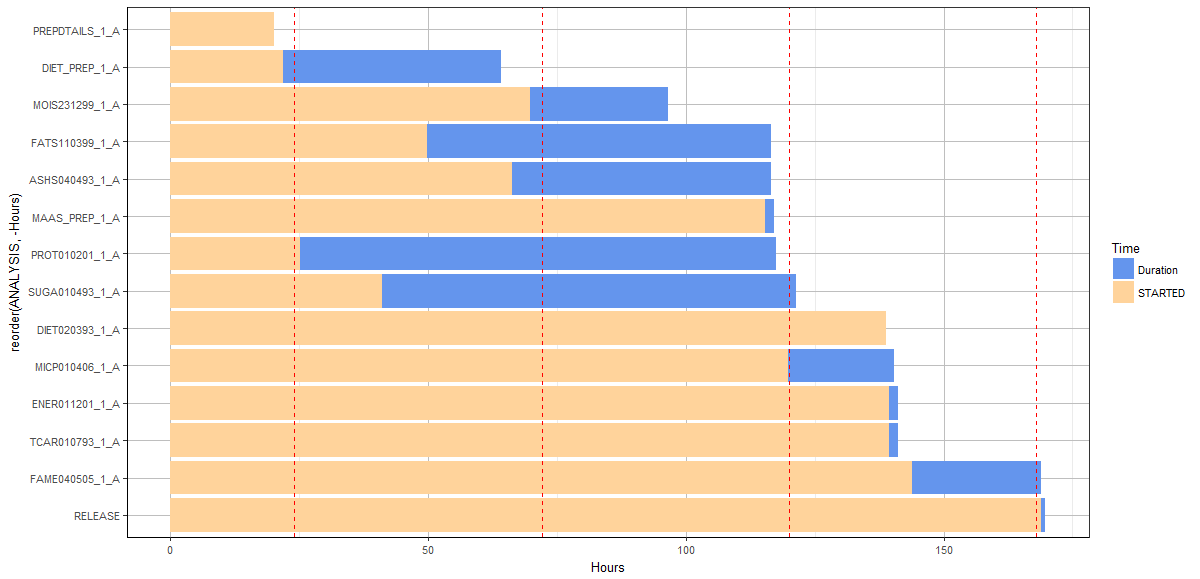 reorder(ANALYSIS, -Hours)
PREPDTAILS_1_A
DIET_PREP_1_A
MOIS231299_1_A
FATS110399_1_A
ASHS040493_1_A
MAAS_PREP_1_A
PROT010201_1_A
SUGA010493_1_A
DIET020393_1_A
MICP010406_1_A
ENER011201_1_A
TCAR010793_1_A
FAME040505_1_A
RELEASE
0 50 100 150
Hours
Time
Duration
STARTED